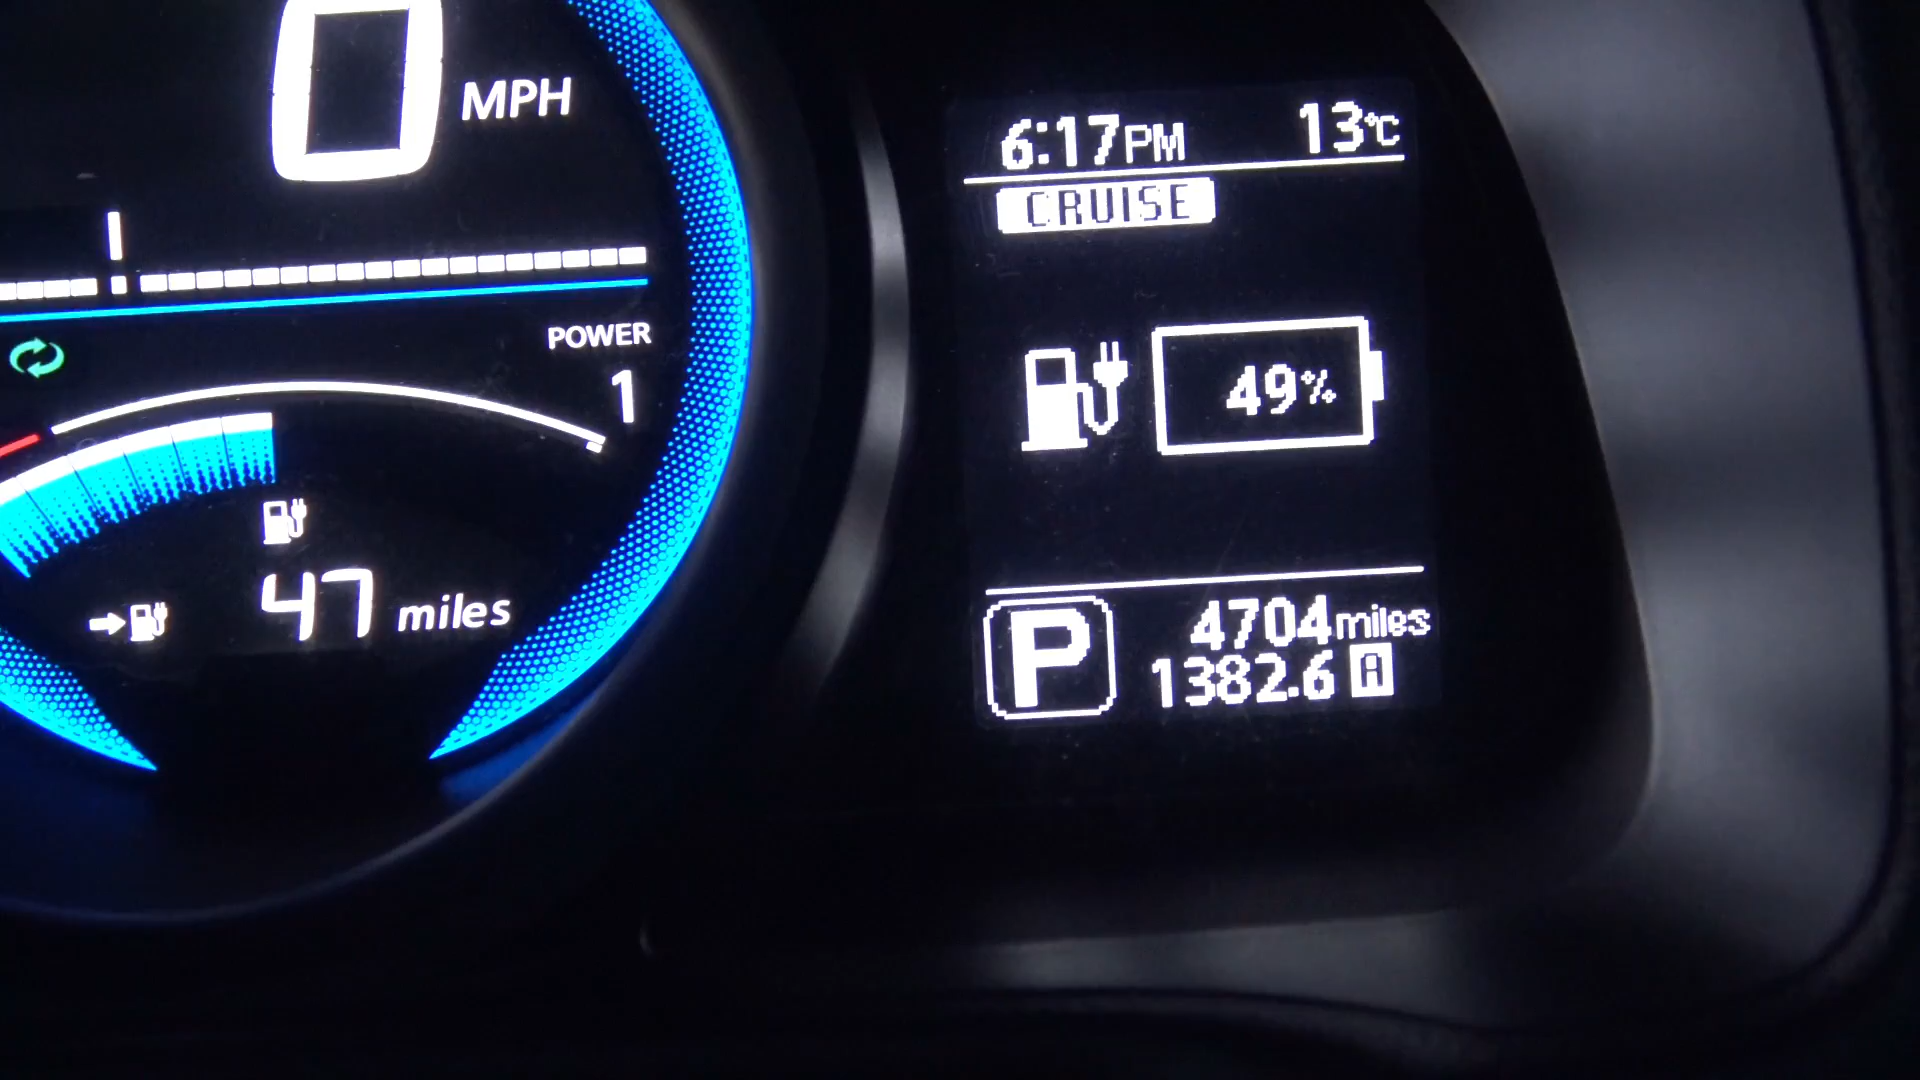 0 MPH
POWER
1
47 miles
6:17PM 13°C
CRUISE
49%
P 4704miles
1382.6 A